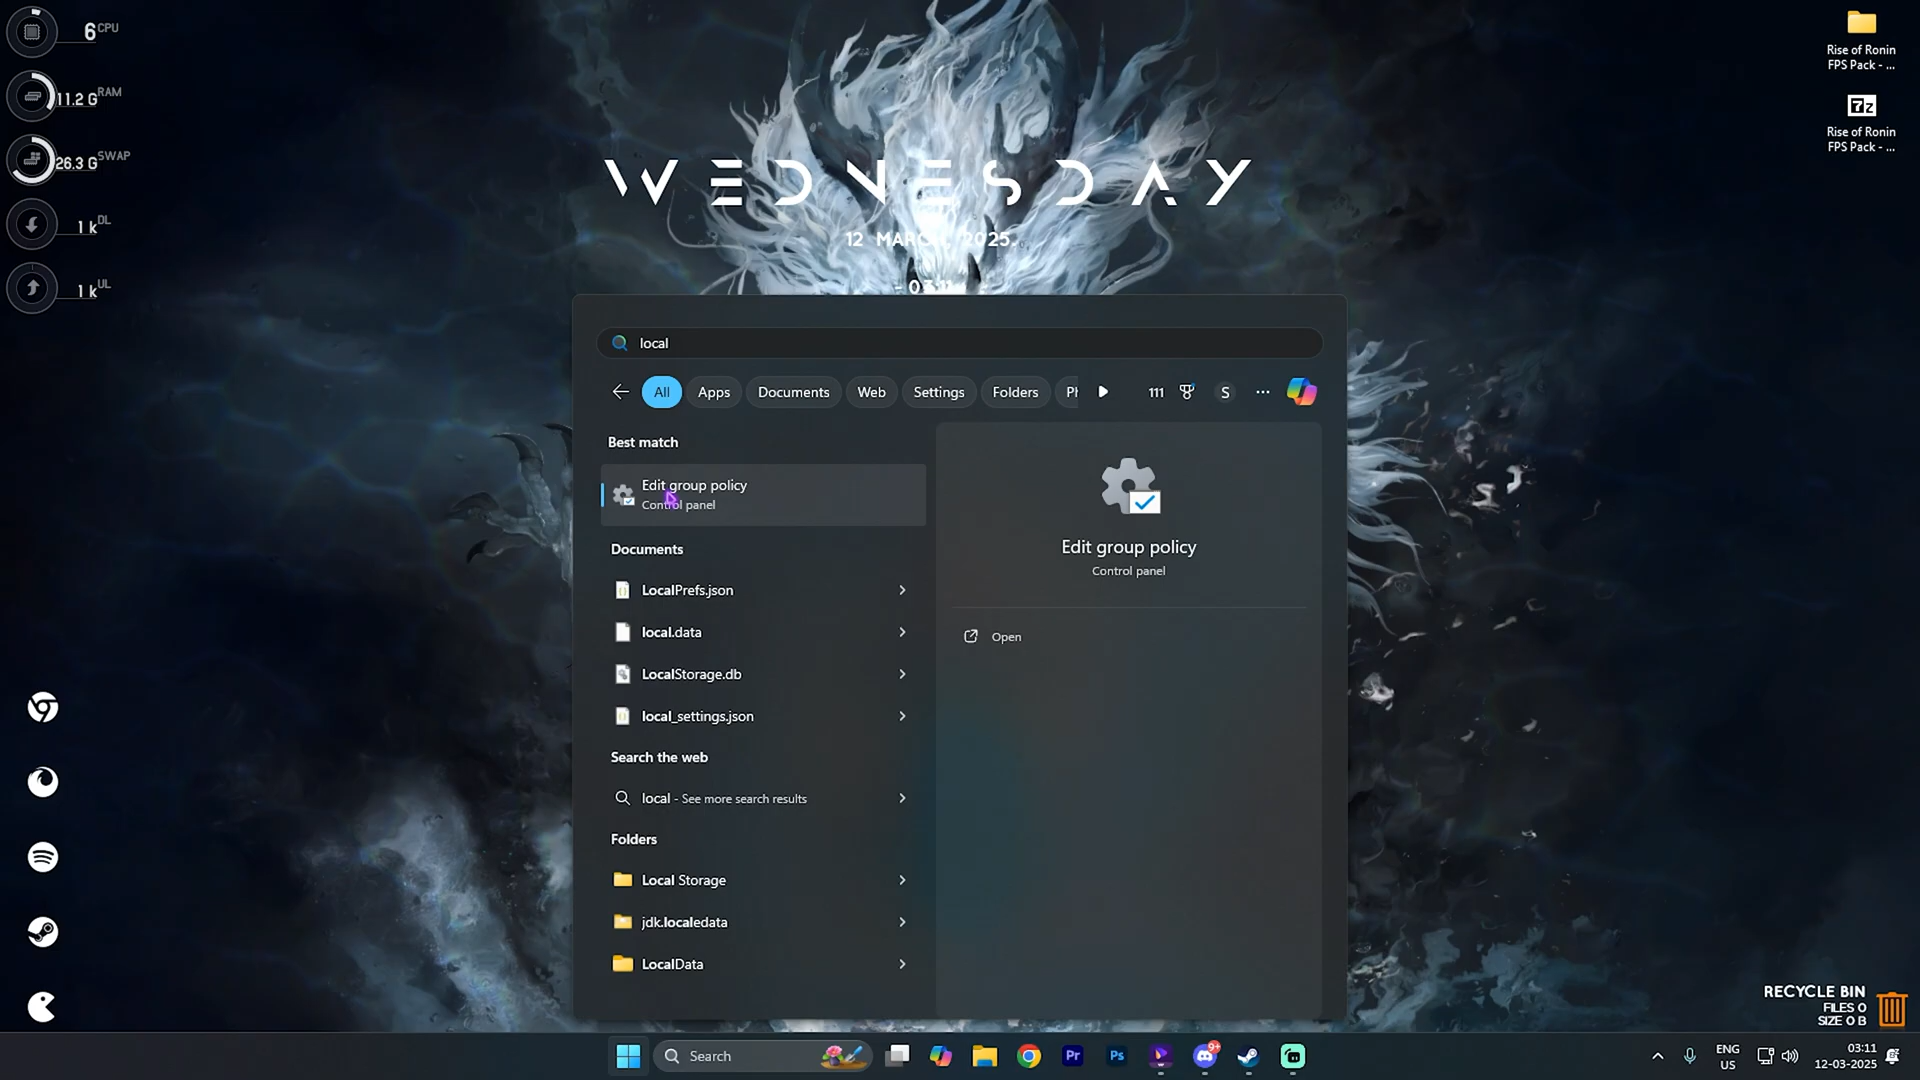 6 CPU
11.2 G RAM
26.3 G SWAP
1 k DL
1 k UL
WEDNESDAY
12 MARCH, 2025.
Rise of Ronin
FPS Pack - ...
7z
Rise of Ronin
FPS Pack - ...
local
All
Apps
Documents
Web
Settings
Folders
111
S
Best match
Edit group policy
Control panel
Documents
LocalPrefs.json
local.data
LocalStorage.db
local_settings.json
Search the web
local - See more search results
Folders
Local Storage
jdk.localedata
LocalData
Edit group policy
Control panel
Open
RECYCLE BIN
FILES 0
SIZE 0 B
Search
Pr
Ps
9+
ENG
US
03:11
12-03-2025